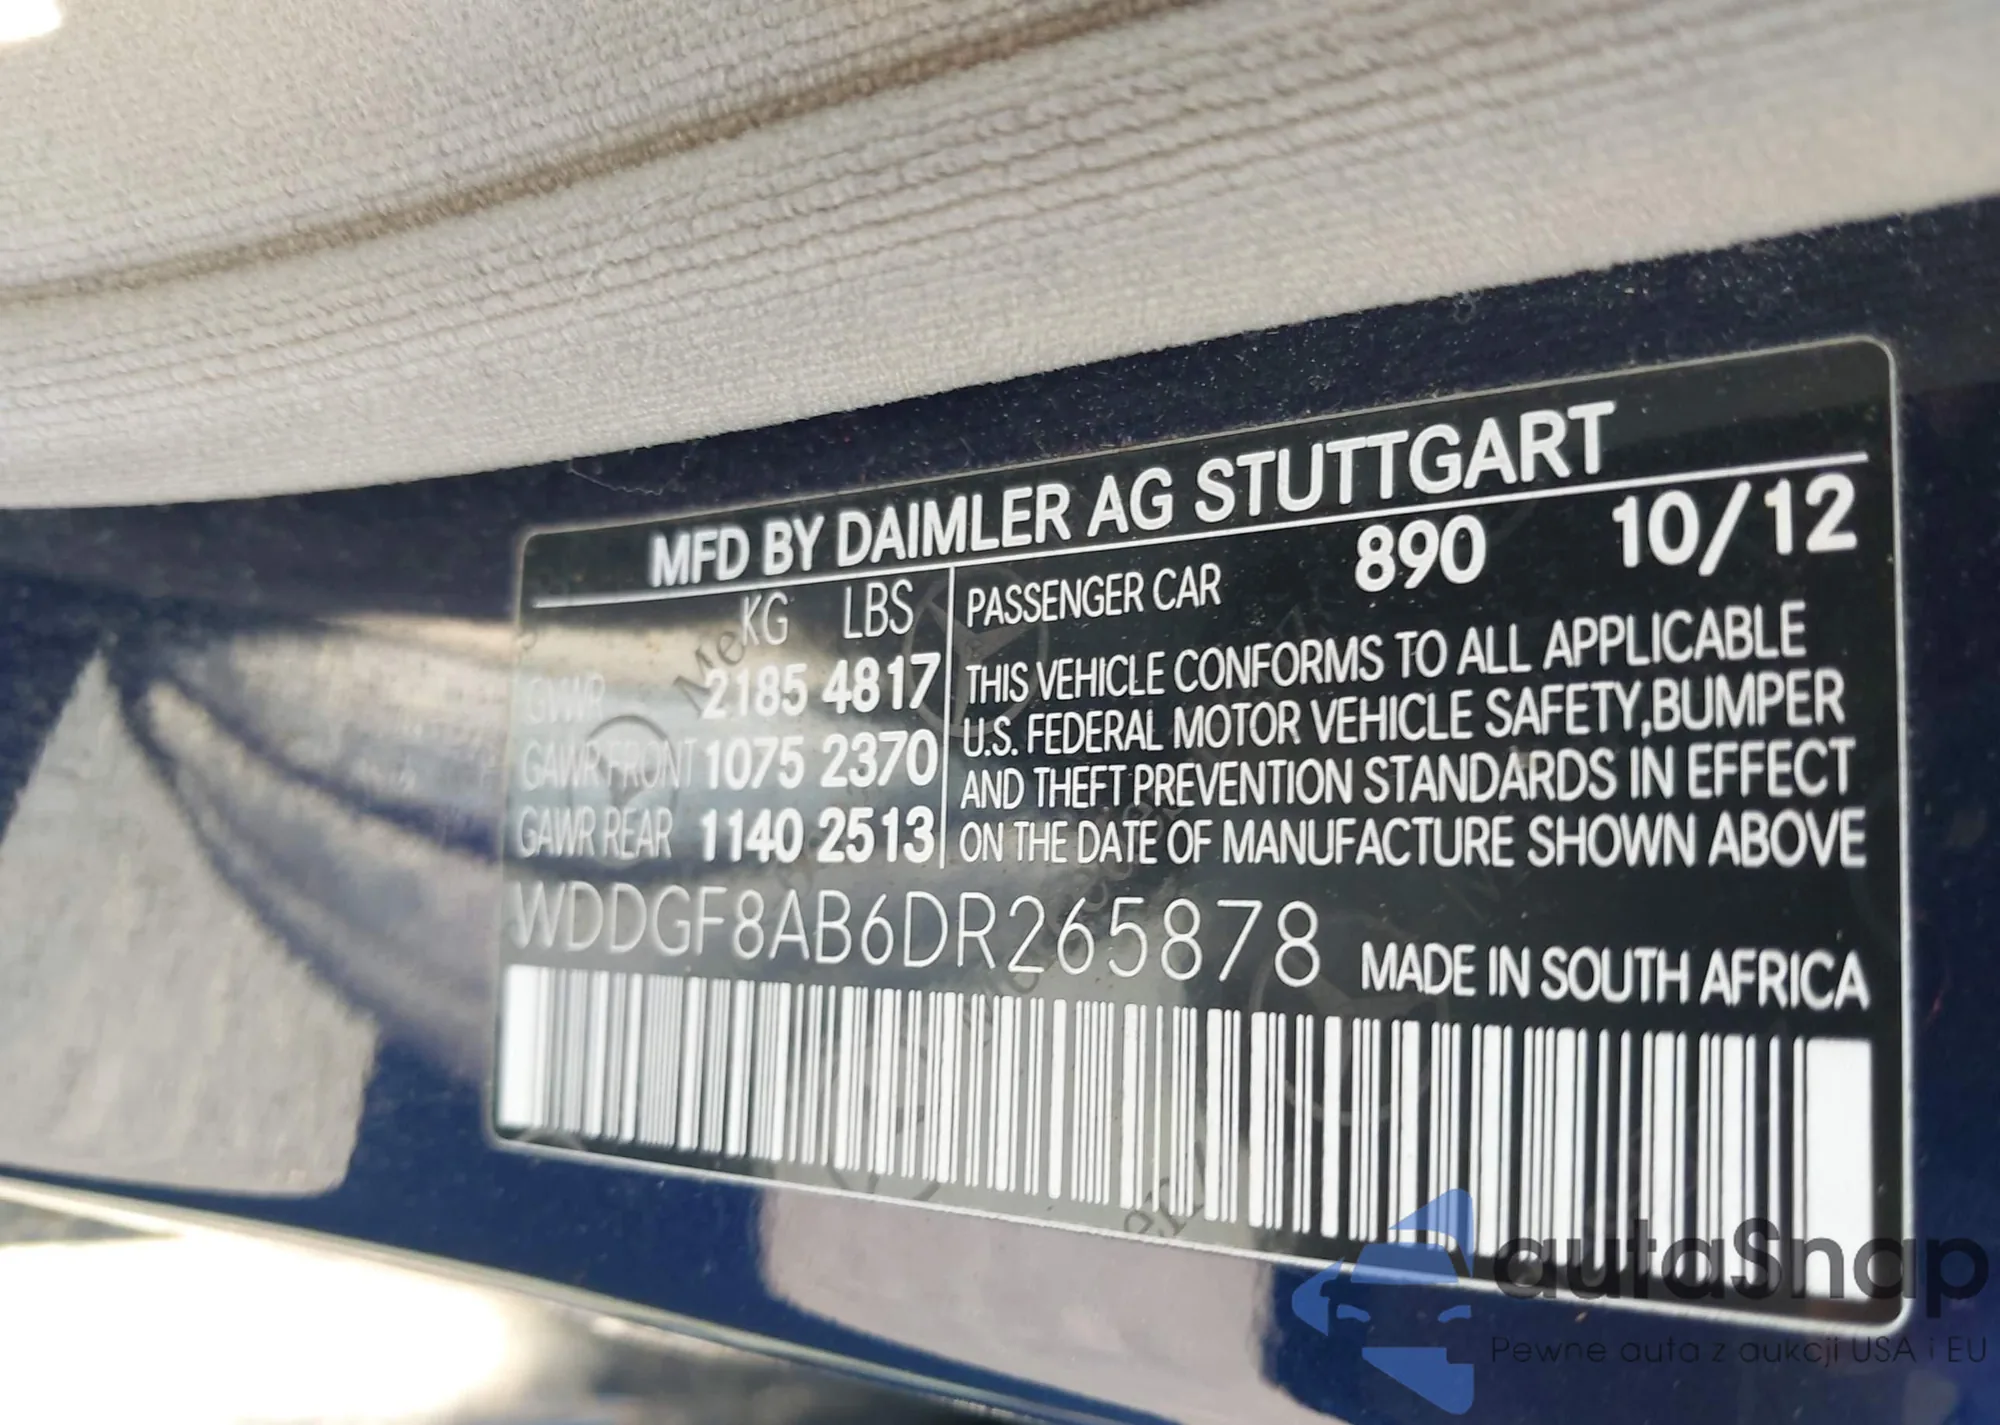 MFD BY DAIMLER AG STUTTGART
KG LBS
GVWR 2185 4817
GAWR FRONT 1075 2370
GAWR REAR 1140 2513
PASSENGER CAR 890 10/12
THIS VEHICLE CONFORMS TO ALL APPLICABLE
U.S. FEDERAL MOTOR VEHICLE SAFETY,BUMPER
AND THEFT PREVENTION STANDARDS IN EFFECT
ON THE DATE OF MANUFACTURE SHOWN ABOVE
WDDGF8AB6DR265878 MADE IN SOUTH AFRICA
autaSnap
Pewne auta z aukcji USA i EU